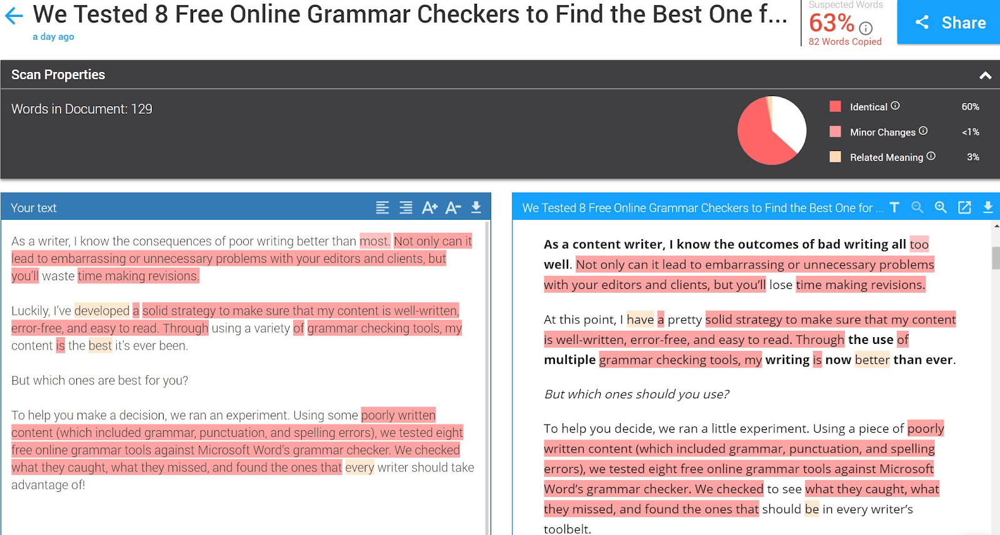 We Tested 8 Free Online Grammar Checkers to Find the Best One f...
a day ago
Suspected Words
63%
82 Words Copied
Share
Scan Properties
Words in Document: 129
Identical 60%
Minor Changes <1%
Related Meaning 3%
Your text
A+ A-
As a writer, I know the consequences of poor writing better than most. Not only can it
lead to embarrassing or unnecessary problems with your editors and clients, but
you'll waste time making revisions.
Luckily, I've developed a solid strategy to make sure that my content is well-written,
error-free, and easy to read. Through using a variety of grammar checking tools, my
content is the best it's ever been.
But which ones are best for you?
To help you make a decision, we ran an experiment. Using some poorly written
content (which included grammar, punctuation, and spelling errors), we tested eight
free online grammar tools against Microsoft Word's grammar checker. We checked
what they caught, what they missed, and found the ones that every writer should take
advantage of!
We Tested 8 Free Online Grammar Checkers to Find the Best One for ... T
As a content writer, I know the outcomes of bad writing all too
well. Not only can it lead to embarrassing or unnecessary problems
with your editors and clients, but you'll lose time making revisions.
At this point, I have a pretty solid strategy to make sure that my content
is well-written, error-free, and easy to read. Through the use of
multiple grammar checking tools, my writing is now better than ever.
But which ones should you use?
To help you decide, we ran a little experiment. Using a piece of poorly
written content (which included grammar, punctuation, and spelling
errors), we tested eight free online grammar tools against Microsoft
Word's grammar checker. We checked to see what they caught, what
they missed, and found the ones that should be in every writer's
toolbelt.